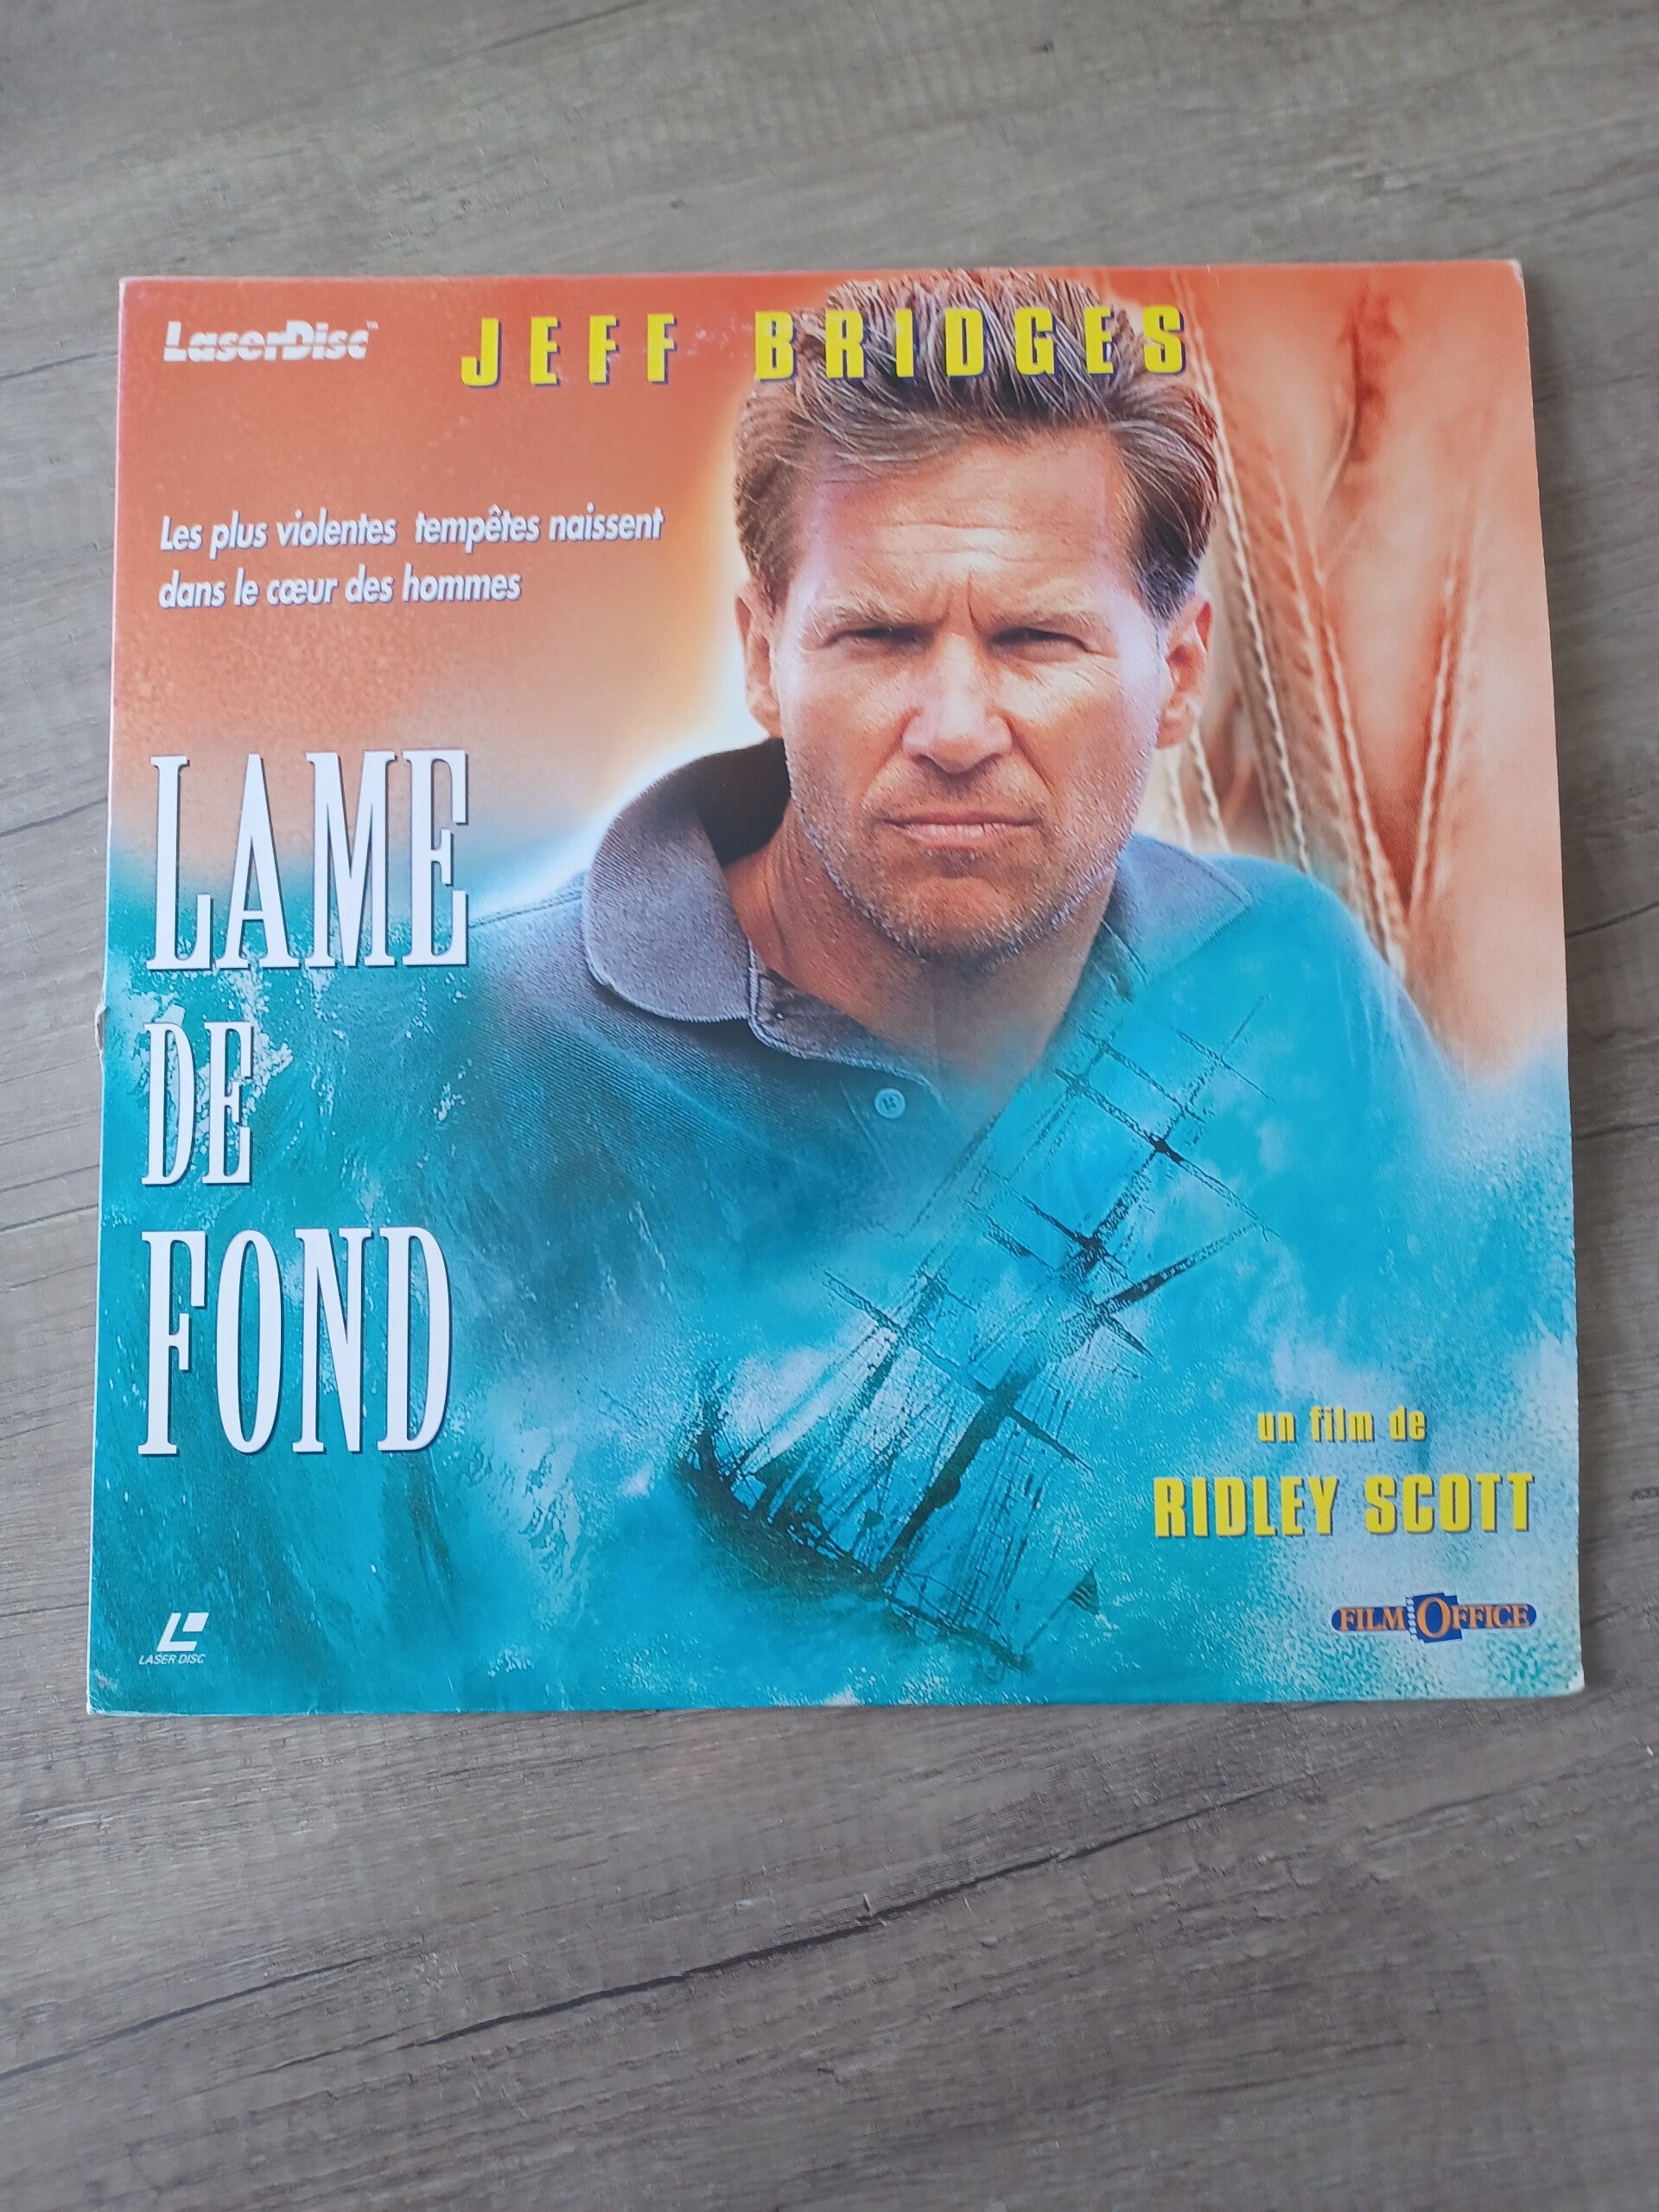 LaserDisc™
JEFF BRIDGES
Les plus violentes tempêtes naissent
dans le cœur des hommes
LAME
DE
FOND
un film de
RIDLEY SCOTT
FILM OFFICE
LASER DISC